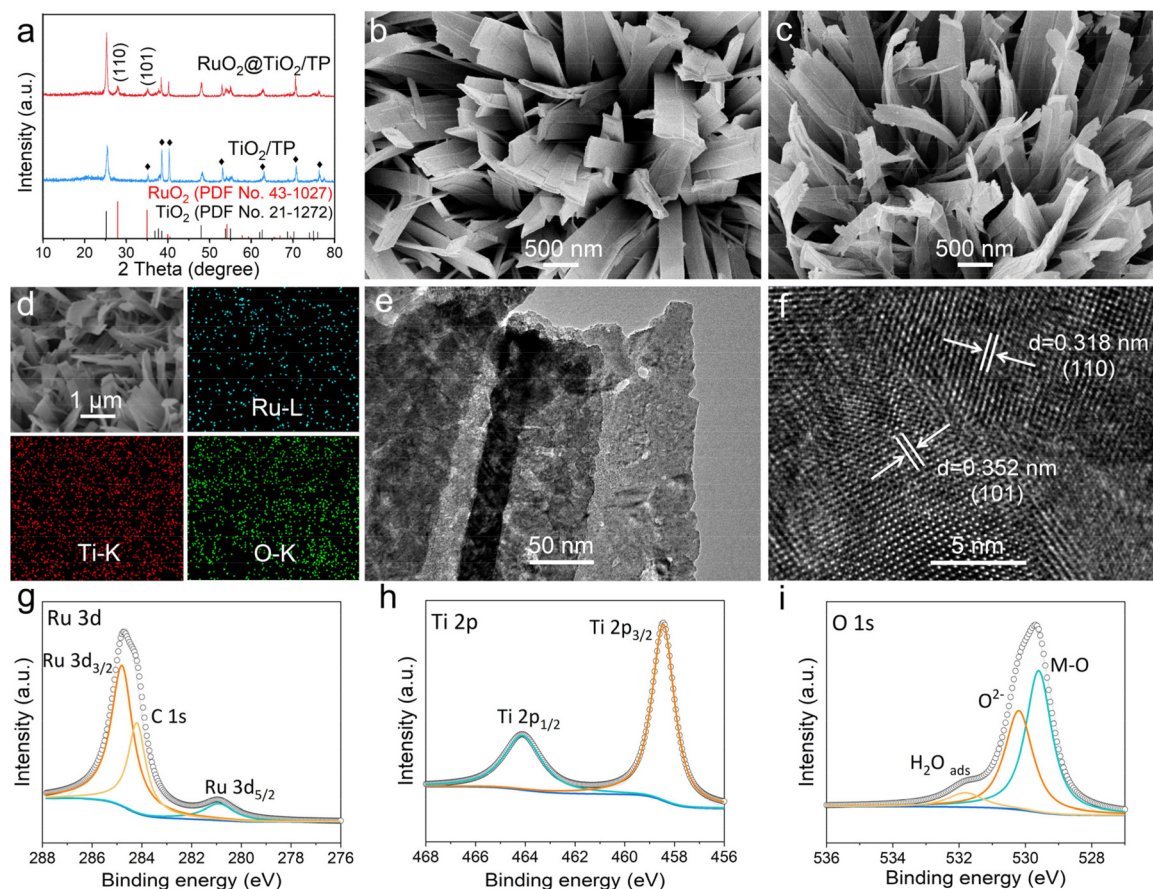 a
Intensity (a.u.)
(110)
(101)
RuO₂@TiO₂/TP
TiO₂/TP
RuO₂ (PDF No. 43-1027)
TiO₂ (PDF No. 21-1272)
10 20 30 40 50 60 70 80
2 Theta (degree)
b
500 nm
c
500 nm
d
1 μm
Ru-L
Ti-K
O-K
e
50 nm
f
d=0.318 nm
(110)
d=0.352 nm
(101)
5 nm
g
Ru 3d
Ru 3d3/2
C 1s
Ru 3d5/2
Intensity (a.u.)
288 286 284 282 280 278 276
Binding energy (eV)
h
Ti 2p
Ti 2p3/2
Ti 2p1/2
Intensity (a.u.)
468 466 464 462 460 458 456
Binding energy (eV)
i
O 1s
M-O
O²⁻
H₂O ads
Intensity (a.u.)
536 534 532 530 528
Binding energy (eV)